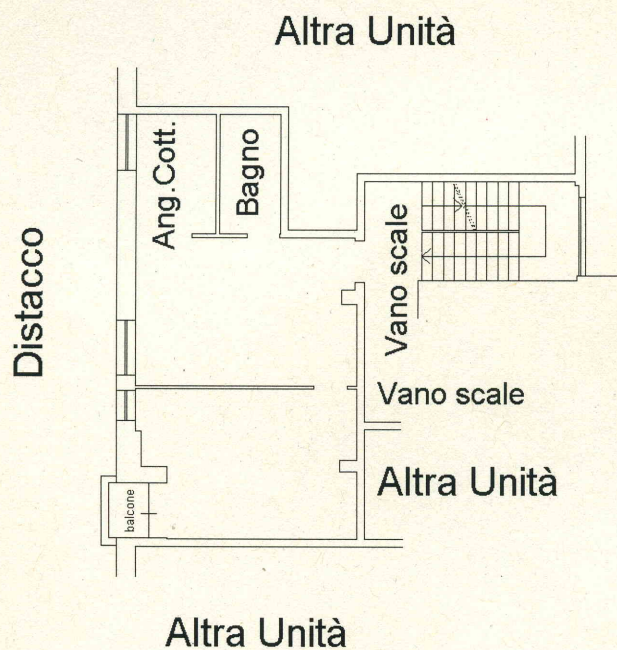 Altra Unità
Ang.Cott.
Bagno
Vano scale
Distacco
Vano scale
Altra Unità
balcone
Altra Unità